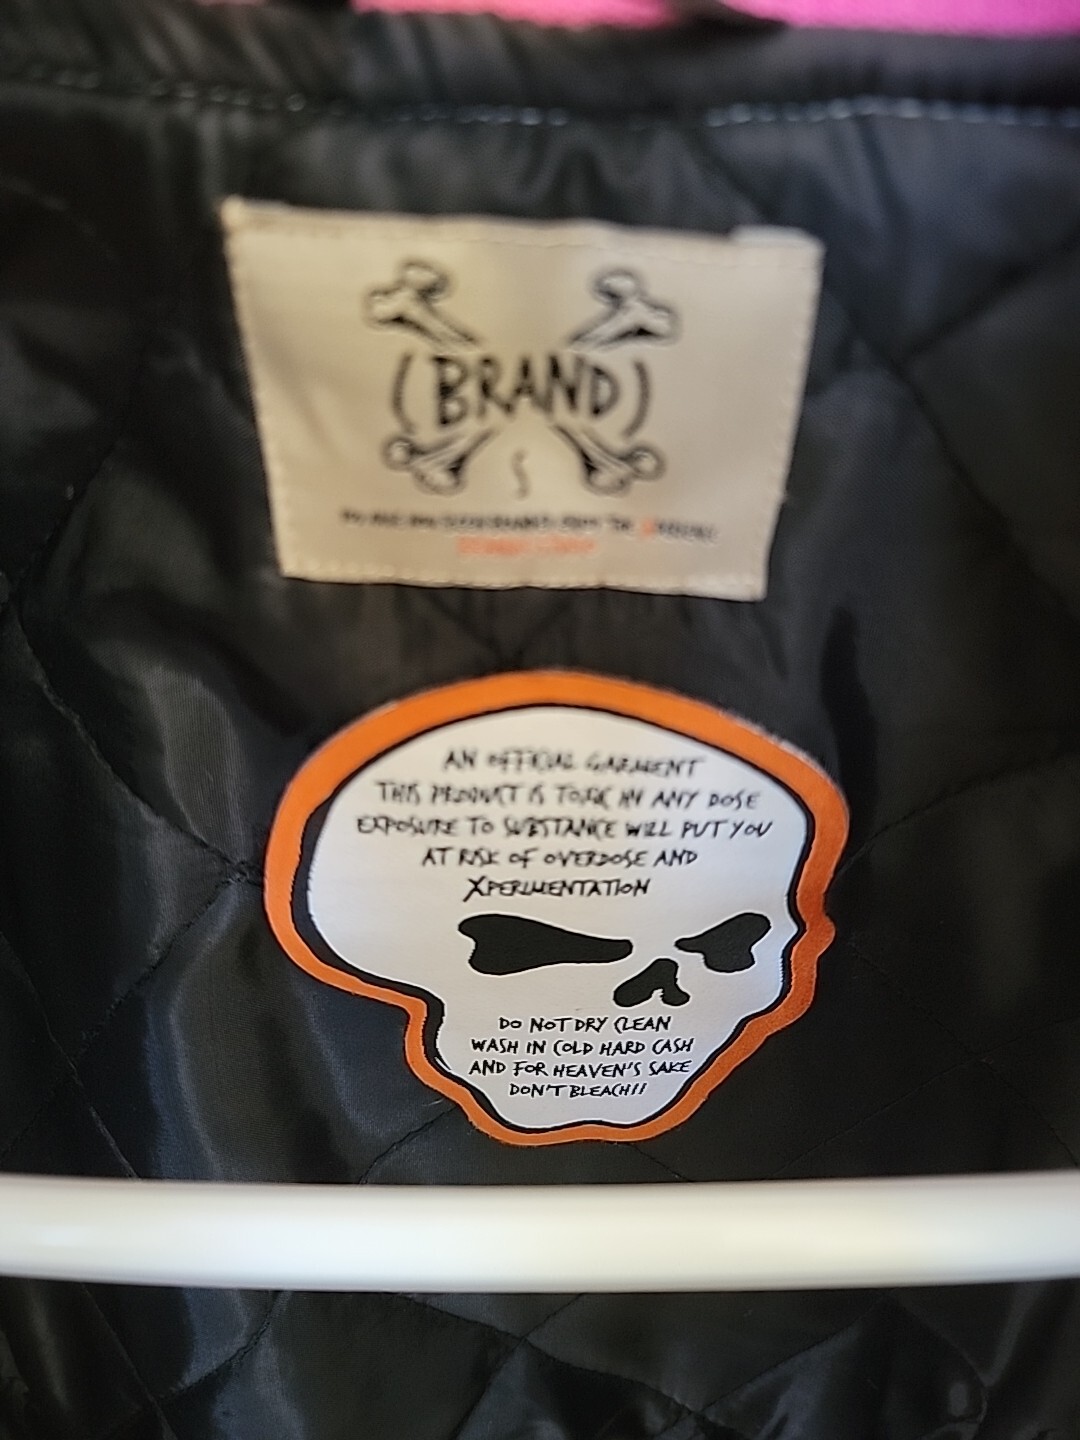 (BRAND)
S
AN OFFICIAL GARMENT
THIS PRODUCT IS TOXIC IN ANY DOSE
EXPOSURE TO SUBSTANCE WILL PUT YOU
AT RISK OF OVERDOSE AND
XPERIMENTATION
DO NOT DRY CLEAN
WASH IN COLD HARD CASH
AND FOR HEAVEN'S SAKE
DON'T BLEACH!!